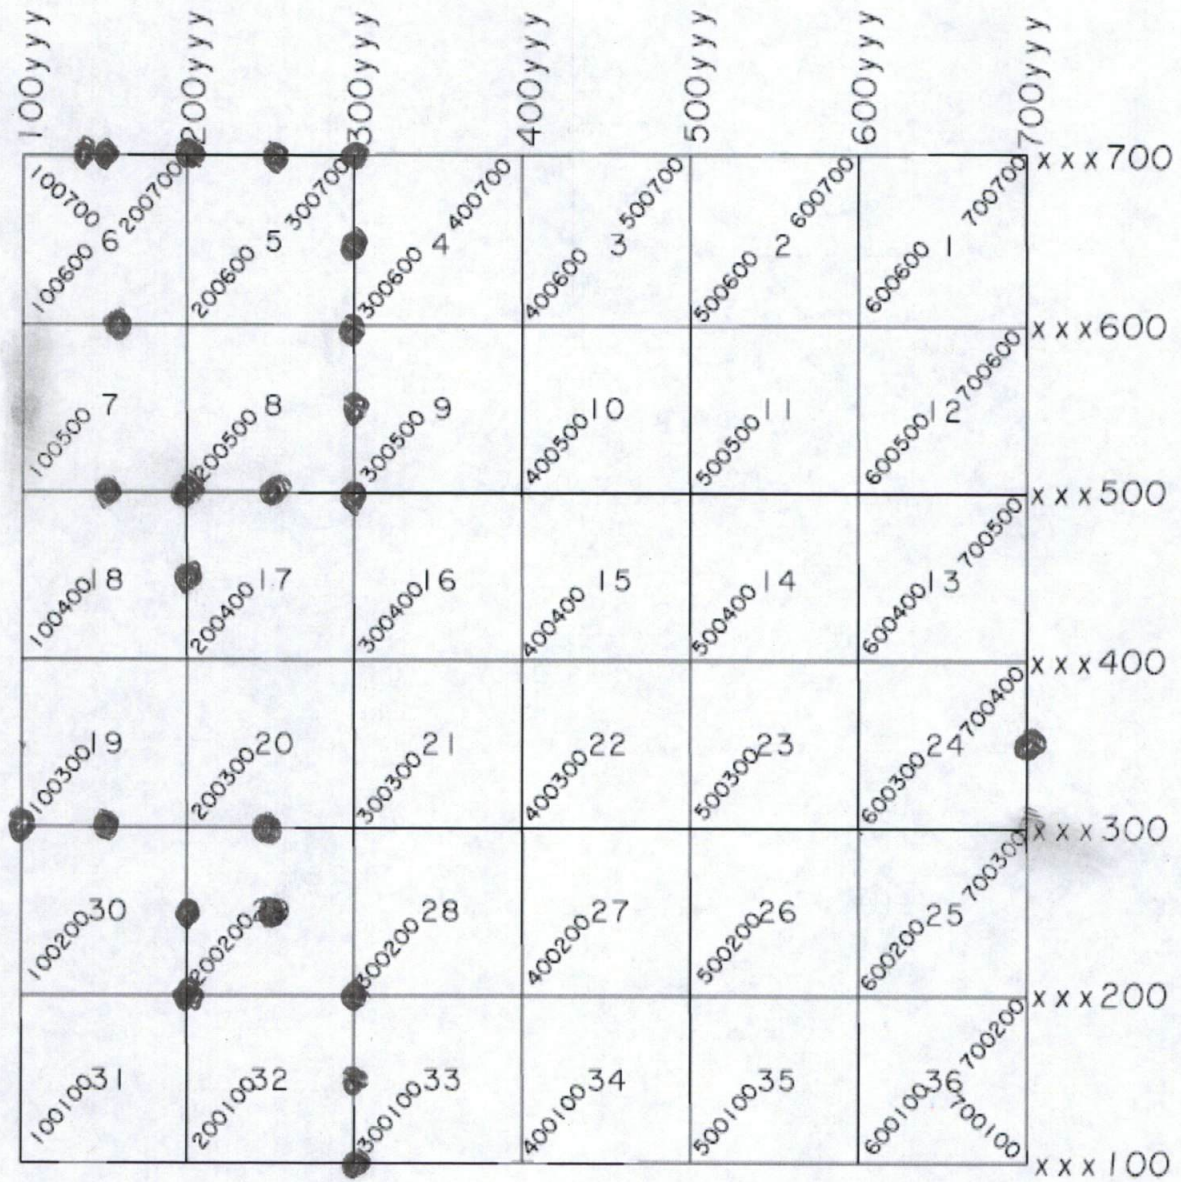 100yyy 200yyy 300yyy 400yyy 500yyy 600yyy 700yyy
100700 200700 300700 400700 500700 600700 700700 xxx700
6 5 4 3 2 1
100600 200600 300600 400600 500600 600600 700600 xxx600
7 8 9 10 11 12
100500 200500 300500 400500 500500 600500 700500 xxx500
18 17 16 15 14 13
100400 200400 300400 400400 500400 600400 700400 xxx400
19 20 21 22 23 24
100300 200300 300300 400300 500300 600300 700300 xxx300
30 28 27 26 25
100200 200200 300200 400200 500200 600200 700200 xxx200
31 32 33 34 35 36
100100 200100 300100 400100 500100 600100 700100 xxx100